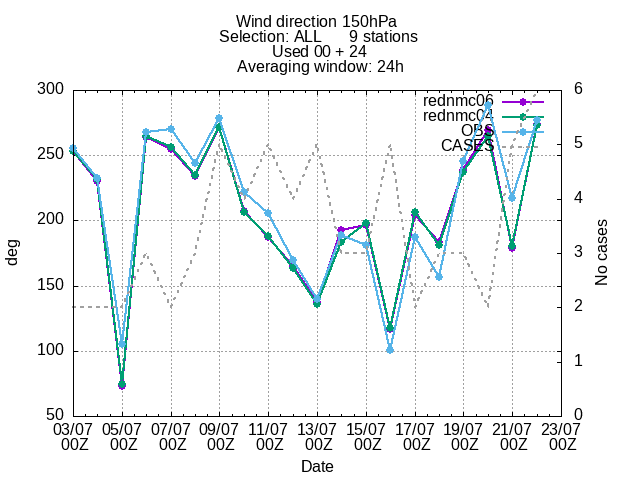 Wind direction 150hPa
Selection: ALL 9 stations
Used 00 + 24
Averaging window: 24h
300
250
200
150
100
50
deg
6
5
4
3
2
1
0
No cases
rednmc06
rednmc04
OBS
CASES
03/07 05/07 07/07 09/07 11/07 13/07 15/07 17/07 19/07 21/07 23/07
00Z 00Z 00Z 00Z 00Z 00Z 00Z 00Z 00Z 00Z 00Z
Date